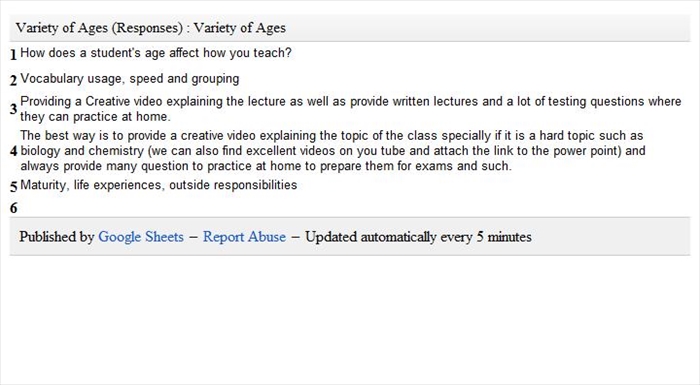 Variety of Ages (Responses) : Variety of Ages
1 How does a student's age affect how you teach?
2 Vocabulary usage, speed and grouping
3 Providing a Creative video explaining the lecture as well as provide written lectures and a lot of testing questions where
they can practice at home.
The best way is to provide a creative video explaining the topic of the class specially if it is a hard topic such as
4 biology and chemistry (we can also find excellent videos on you tube and attach the link to the power point) and
always provide many question to practice at home to prepare them for exams and such.
5 Maturity, life experiences, outside responsibilities
6
Published by Google Sheets – Report Abuse – Updated automatically every 5 minutes